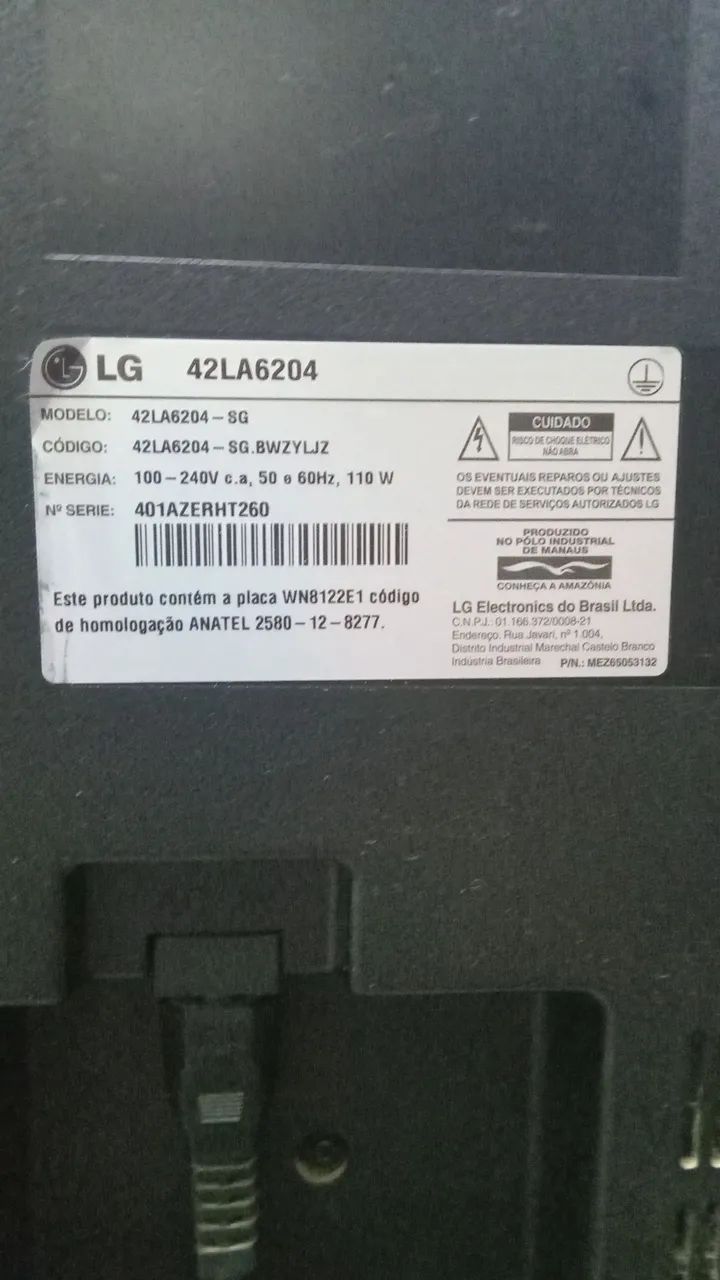 LG 42LA6204
MODELO: 42LA6204-SG
CÓDIGO: 42LA6204-SG.BWZYLJZ
ENERGIA: 100-240V c.a, 50 e 60Hz, 110 W
Nº SERIE: 401AZERHT260
Este produto contém a placa WN8122E1 código
de homologação ANATEL 2580-12-8277.
CUIDADO
RISCO DE CHOQUE ELÉTRICO
NÃO ABRA
OS EVENTUAIS REPAROS OU AJUSTES
DEVEM SER EXECUTADOS POR TÉCNICOS
DA REDE DE SERVIÇOS AUTORIZADOS LG
PRODUZIDO
NO PÓLO INDUSTRIAL
DE MANAUS
CONHEÇA A AMAZÔNIA
LG Electronics do Brasil Ltda.
C.N.P.J.: 01.166.372/0008-21
Endereço: Rua Javari, nº 1.004,
Distrito Industrial Marechal Castelo Branco
Indústria Brasileira P/N.: MEZ65053132